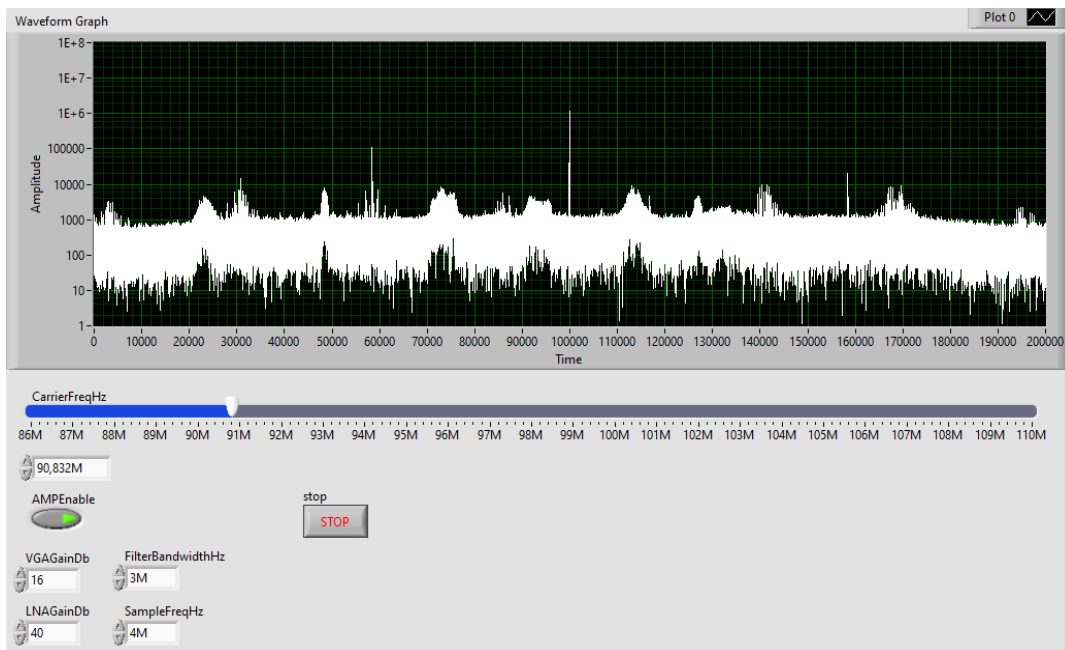 Waveform Graph
Plot 0
1E+8
1E+7
1E+6
100000
10000
1000
100
10
1
Amplitude
0 10000 20000 30000 40000 50000 60000 70000 80000 90000 100000 110000 120000 130000 140000 150000 160000 170000 180000 190000 200000
Time
CarrierFreqHz
86M 87M 88M 89M 90M 91M 92M 93M 94M 95M 96M 97M 98M 99M 100M 101M 102M 103M 104M 105M 106M 107M 108M 109M 110M
90,832M
AMPEnable
stop
STOP
VGAGainDb FilterBandwidthHz
16 3M
LNAGainDb SampleFreqHz
40 4M